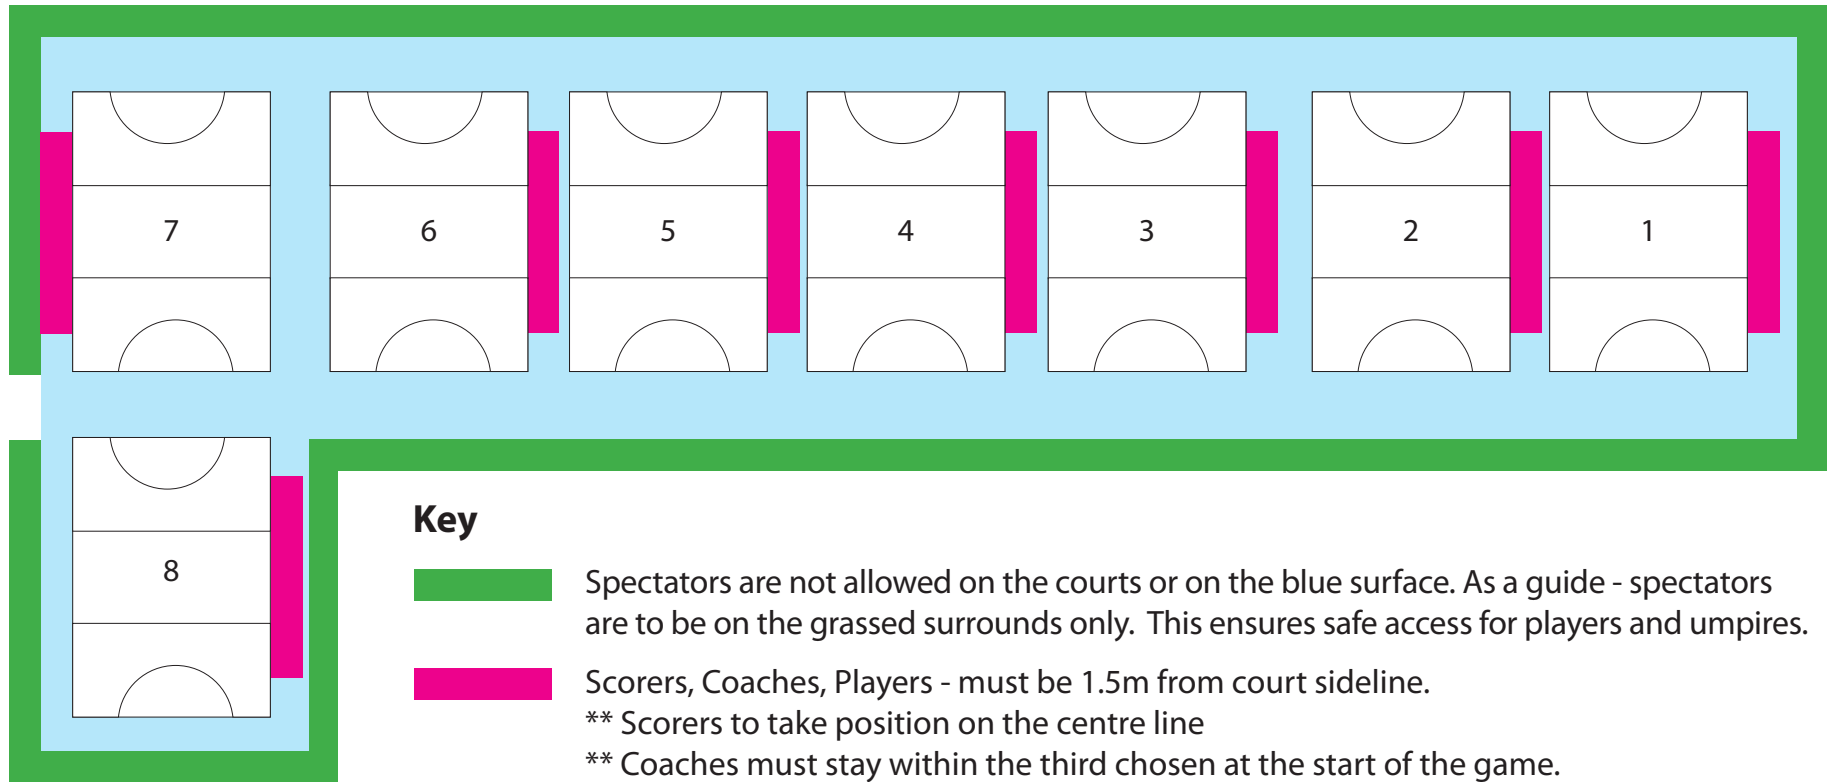 7
6
5
4
3
2
1
8
Key
Spectators are not allowed on the courts or on the blue surface. As a guide - spectators
are to be on the grassed surrounds only.  This ensures safe access for players and umpires.
Scorers, Coaches, Players - must be 1.5m from court sideline.
** Scorers to take position on the centre line
** Coaches must stay within the third chosen at the start of the game.